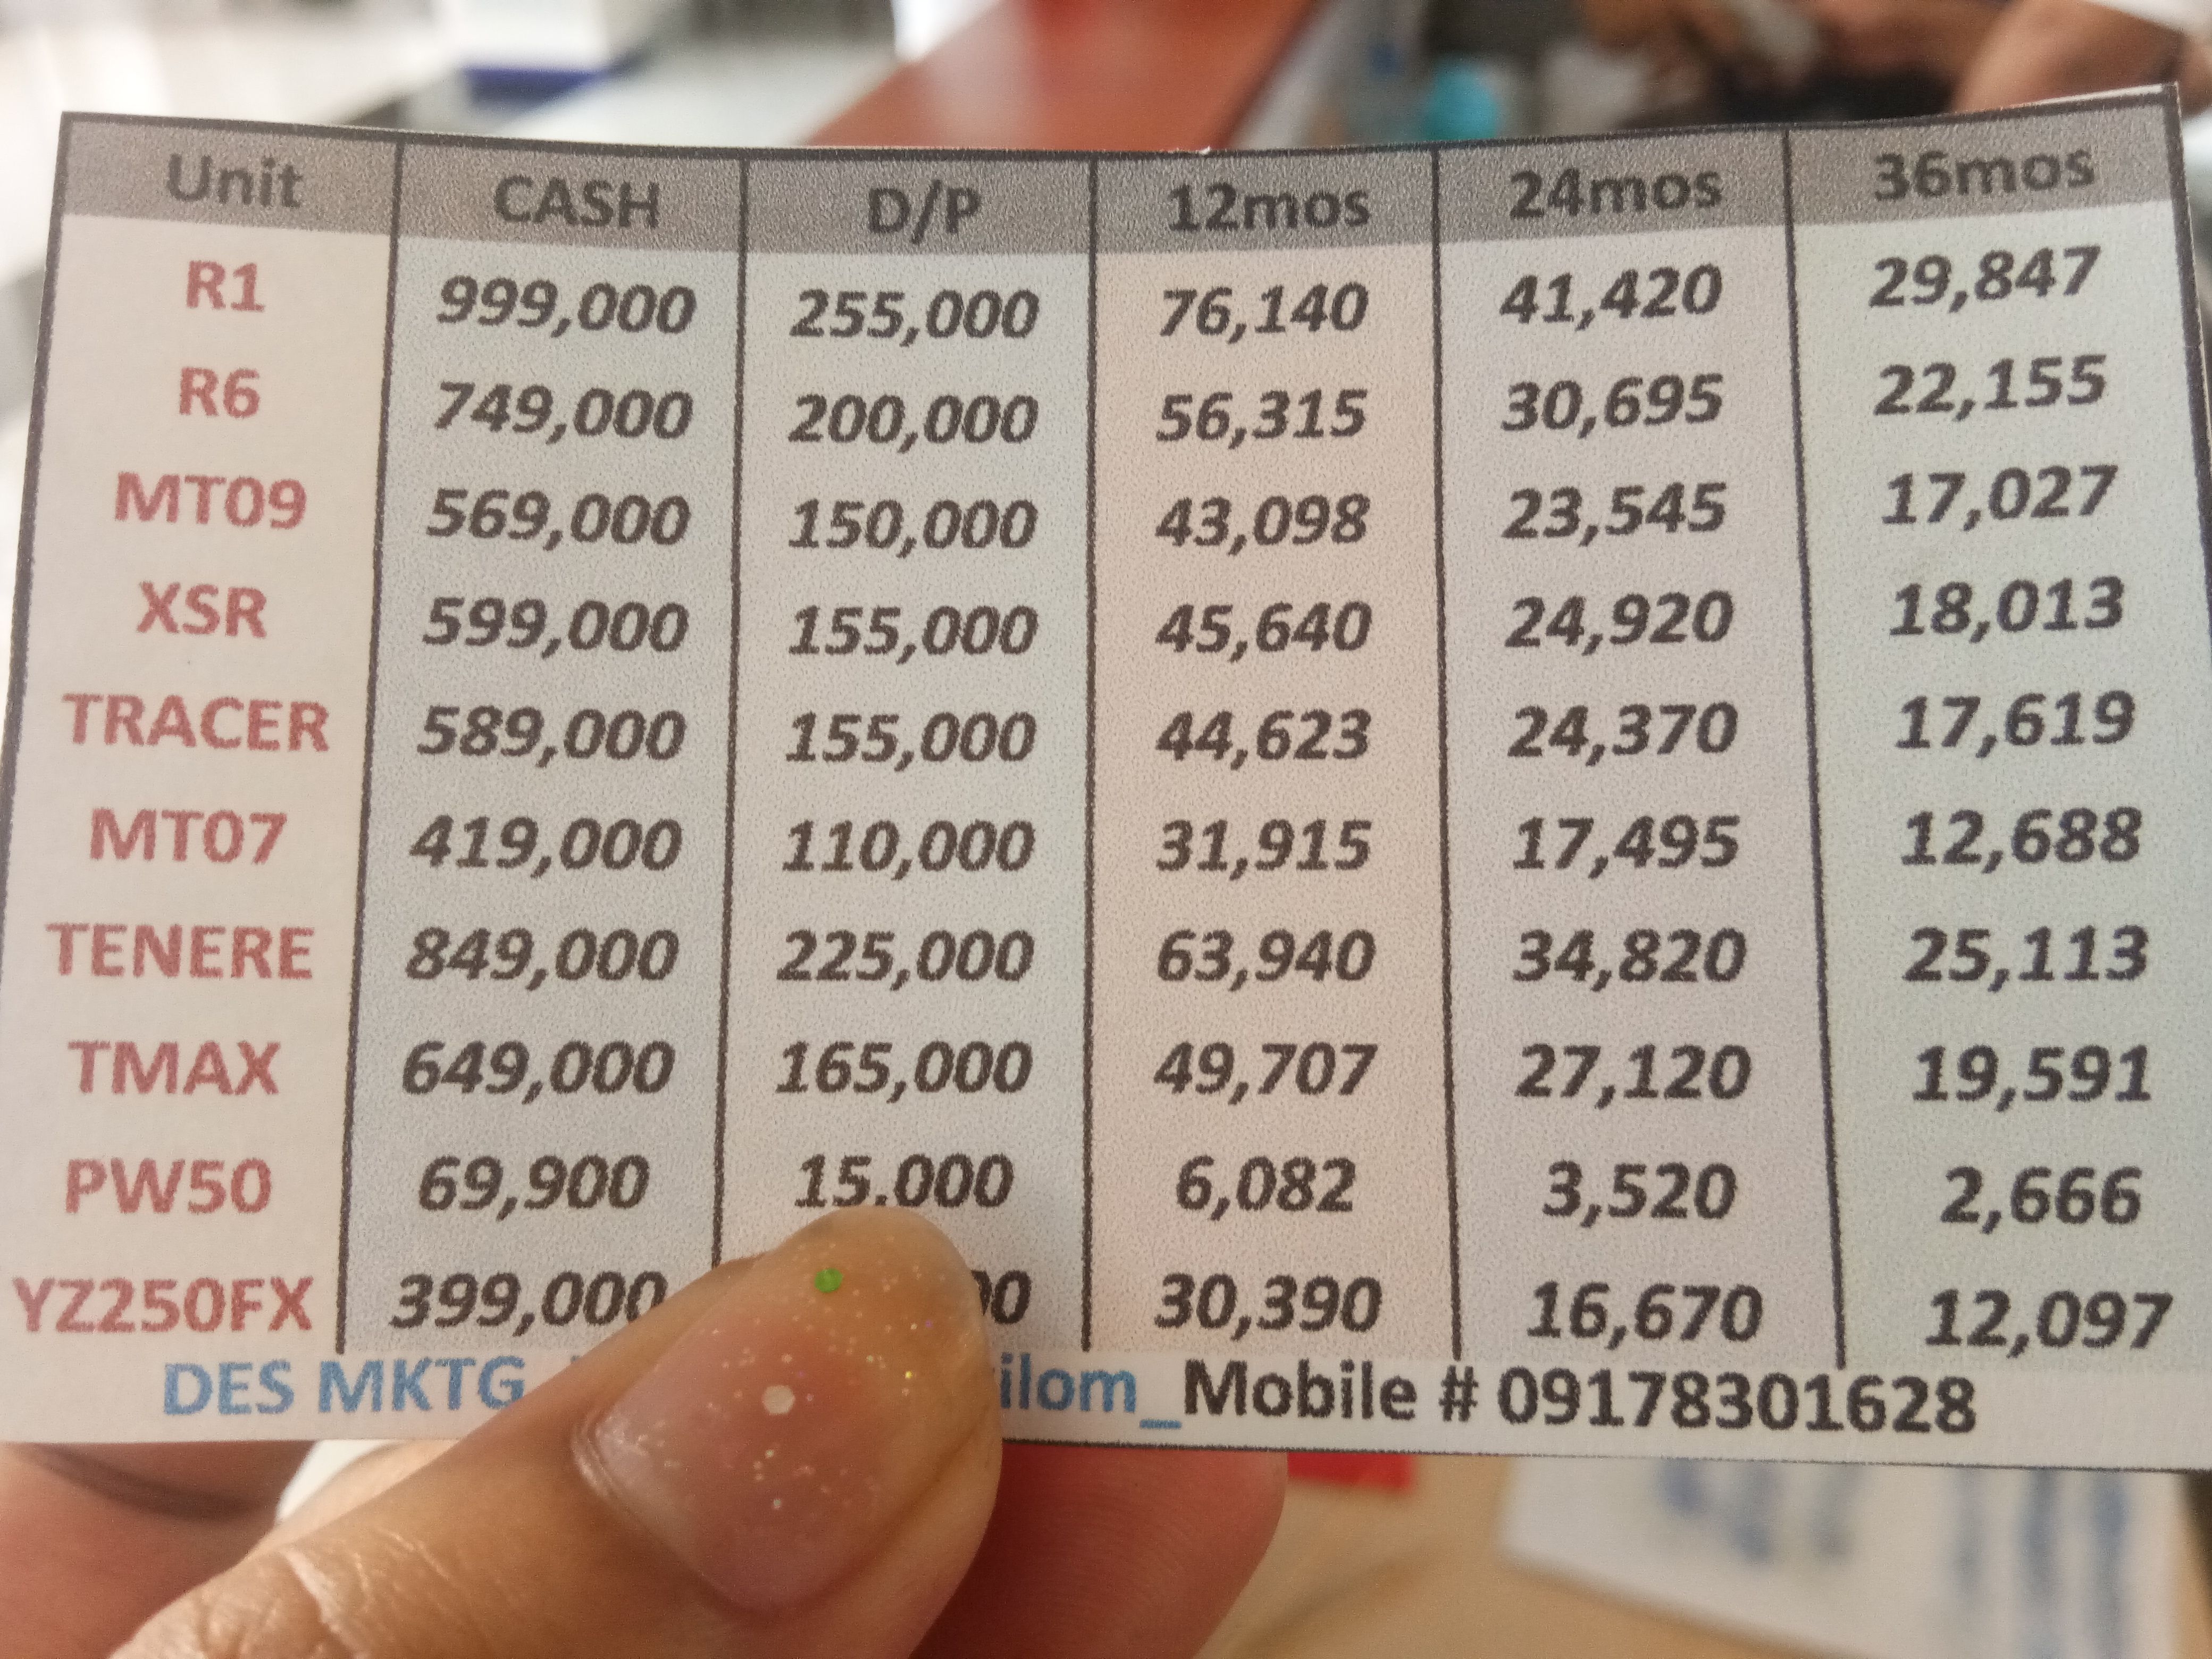 Unit CASH D/P 12mos 24mos 36mos
R1 999,000 255,000 76,140 41,420 29,847
R6 749,000 200,000 56,315 30,695 22,155
MT09 569,000 150,000 43,098 23,545 17,027
XSR 599,000 155,000 45,640 24,920 18,013
TRACER 589,000 155,000 44,623 24,370 17,619
MT07 419,000 110,000 31,915 17,495 12,688
TENERE 849,000 225,000 63,940 34,820 25,113
TMAX 649,000 165,000 49,707 27,120 19,591
PW50 69,900 15,000 6,082 3,520 2,666
YZ250FX 399,000 30,390 16,670 12,097
DES MKTG ilom_Mobile # 09178301628